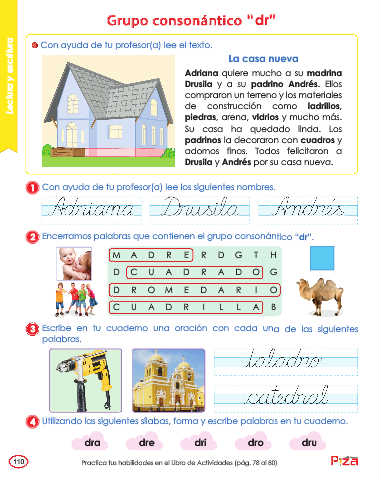 Grupo consonántico "dr"
Lectura y escritura
Con ayuda de tu profesor(a) lee el texto.
La casa nueva
Adriana quiere mucho a su madrina
Drusila y a su padrino Andrés. Ellos
compraron un terreno y los materiales
de construcción como ladrillos,
piedras, arena, vidrios y mucho más.
Su casa ha quedado linda. Los
padrinos la decoraron con cuadros y
adornos finos. Todos felicitaron a
Drusila y Andrés por su casa nueva.
1 Con ayuda de tu profesor(a) lee los siguientes nombres.
Adriana Drusila Andrés
2 Encerramos palabras que contienen el grupo consonántico "dr".
M A D R E R D G T H
D C U A D R A D O G
D R O M E D A R I O
C U A D R I L L A B
3 Escribe en tu cuaderno una oración con cada una de las siguientes
palabras.
taladro
catedral
4 Utilizando las siguientes sílabas, forma y escribe palabras en tu cuaderno.
dra dre dri dro dru
110
Practica tus habilidades en el Libro de Actividades (pág. 78 al 80)
Piza